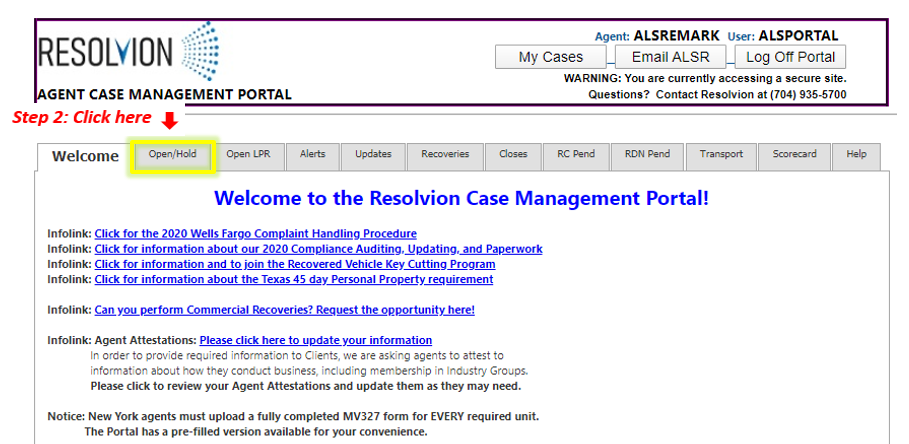 RESOLVION
Agent: ALSREMARK User: ALSPORTAL
My Cases Email ALSR Log Off Portal
WARNING: You are currently accessing a secure site.
AGENT CASE MANAGEMENT PORTAL
Questions? Contact Resolvion at (704) 935-5700
Step 2: Click here
Welcome Open/Hold Open LPR Alerts Updates Recoveries Closes RC Pend RDN Pend Transport Scorecard Help
Welcome to the Resolvion Case Management Portal!
Infolink: Click for the 2020 Wells Fargo Complaint Handling Procedure
Infolink: Click for information about our 2020 Compliance Auditing, Updating, and Paperwork
Infolink: Click for information and to join the Recovered Vehicle Key Cutting Program
Infolink: Click for information about the Texas 45 day Personal Property requirement
Infolink: Can you perform Commercial Recoveries? Request the opportunity here!
Infolink: Agent Attestations: Please click here to update your information
In order to provide required information to Clients, we are asking agents to attest to
information about how they conduct business, including membership in Industry Groups.
Please click to review your Agent Attestations and update them as they may need.
Notice: New York agents must upload a fully completed MV327 form for EVERY required unit.
The Portal has a pre-filled version available for your convenience.